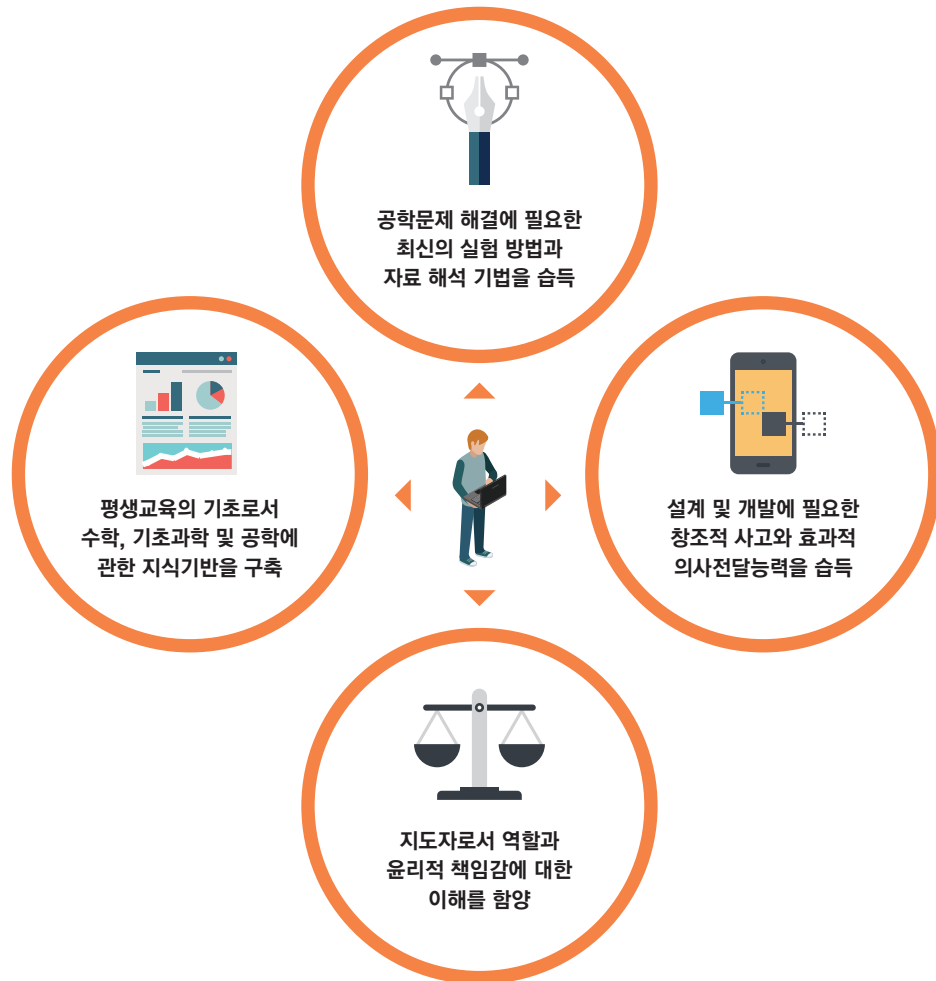 공학문제 해결에 필요한
최신의 실험 방법과
자료 해석 기법을 습득
평생교육의 기초로서
수학, 기초과학 및 공학에
관한 지식기반을 구축
설계 및 개발에 필요한
창조적 사고와 효과적
의사전달능력을 습득
지도자로서 역할과
윤리적 책임감에 대한
이해를 함양